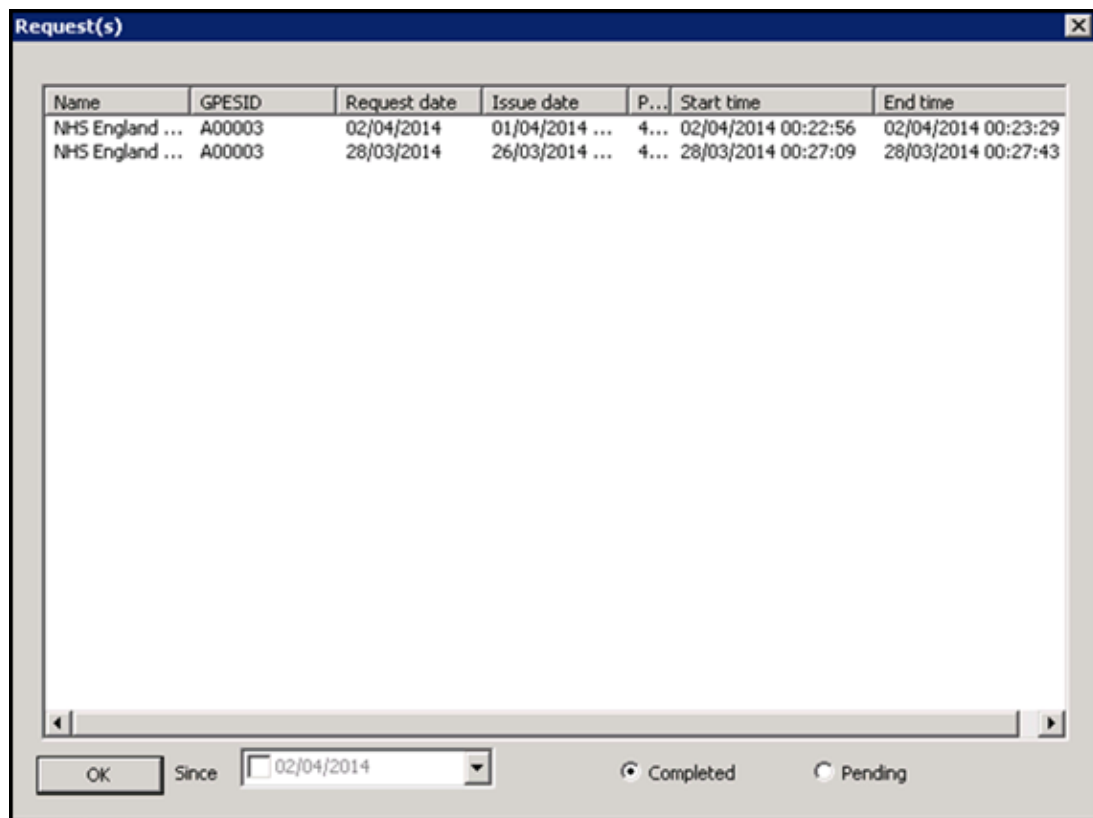 Request(s)
Name GPESID Request date Issue date P... Start time End time
NHS England ... A00003 02/04/2014 01/04/2014 ... 4... 02/04/2014 00:22:56 02/04/2014 00:23:29
NHS England ... A00003 28/03/2014 26/03/2014 ... 4... 28/03/2014 00:27:09 28/03/2014 00:27:43
OK Since 02/04/2014 Completed Pending